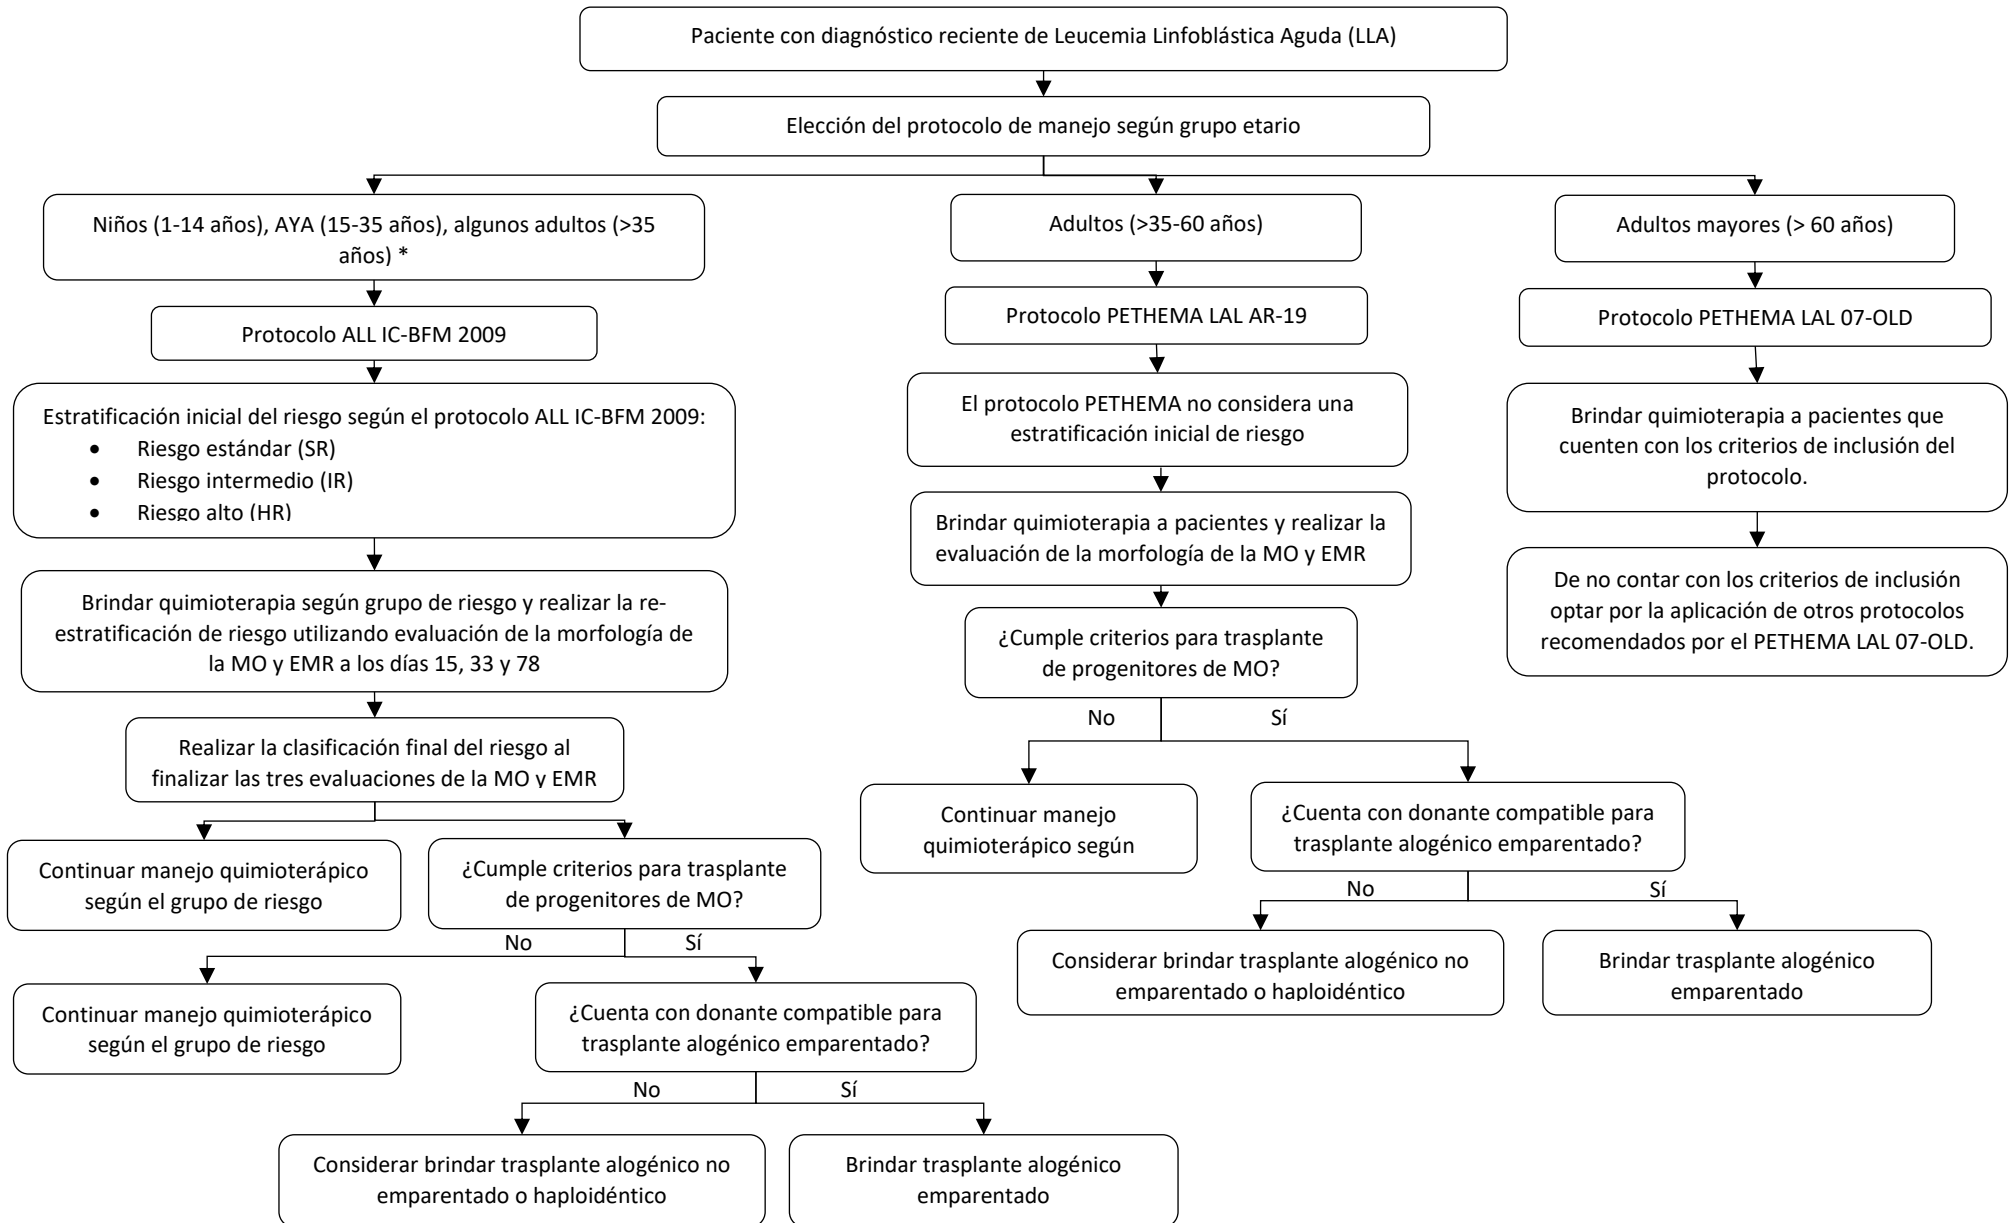 Paciente con diagnóstico reciente de Leucemia Linfoblástica Aguda (LLA)
Elección del protocolo de manejo según grupo etario
Niños (1-14 años), AYA (15-35 años), algunos adultos (>35
años) *
Protocolo ALL IC-BFM 2009
Estratificación inicial del riesgo según el protocolo ALL IC-BFM 2009:
• Riesgo estándar (SR)
• Riesgo intermedio (IR)
• Riesgo alto (HR)
Brindar quimioterapia según grupo de riesgo y realizar la re-
estratificación de riesgo utilizando evaluación de la morfología de
la MO y EMR a los días 15, 33 y 78
Realizar la clasificación final del riesgo al
finalizar las tres evaluaciones de la MO y EMR
Continuar manejo quimioterápico
según el grupo de riesgo
¿Cumple criterios para trasplante
de progenitores de MO?
No
Sí
Continuar manejo quimioterápico
según el grupo de riesgo
¿Cuenta con donante compatible para
trasplante alogénico emparentado?
No
Sí
Considerar brindar trasplante alogénico no
emparentado o haploidéntico
Brindar trasplante alogénico
emparentado
Adultos (>35-60 años)
Protocolo PETHEMA LAL AR-19
El protocolo PETHEMA no considera una
estratificación inicial de riesgo
Brindar quimioterapia a pacientes y realizar la
evaluación de la morfología de la MO y EMR
¿Cumple criterios para trasplante
de progenitores de MO?
No
Sí
Continuar manejo
quimioterápico según
¿Cuenta con donante compatible para
trasplante alogénico emparentado?
No
Sí
Considerar brindar trasplante alogénico no
emparentado o haploidéntico
Brindar trasplante alogénico
emparentado
Adultos mayores (> 60 años)
Protocolo PETHEMA LAL 07-OLD
Brindar quimioterapia a pacientes que
cuenten con los criterios de inclusión del
protocolo.
De no contar con los criterios de inclusión
optar por la aplicación de otros protocolos
recomendados por el PETHEMA LAL 07-OLD.